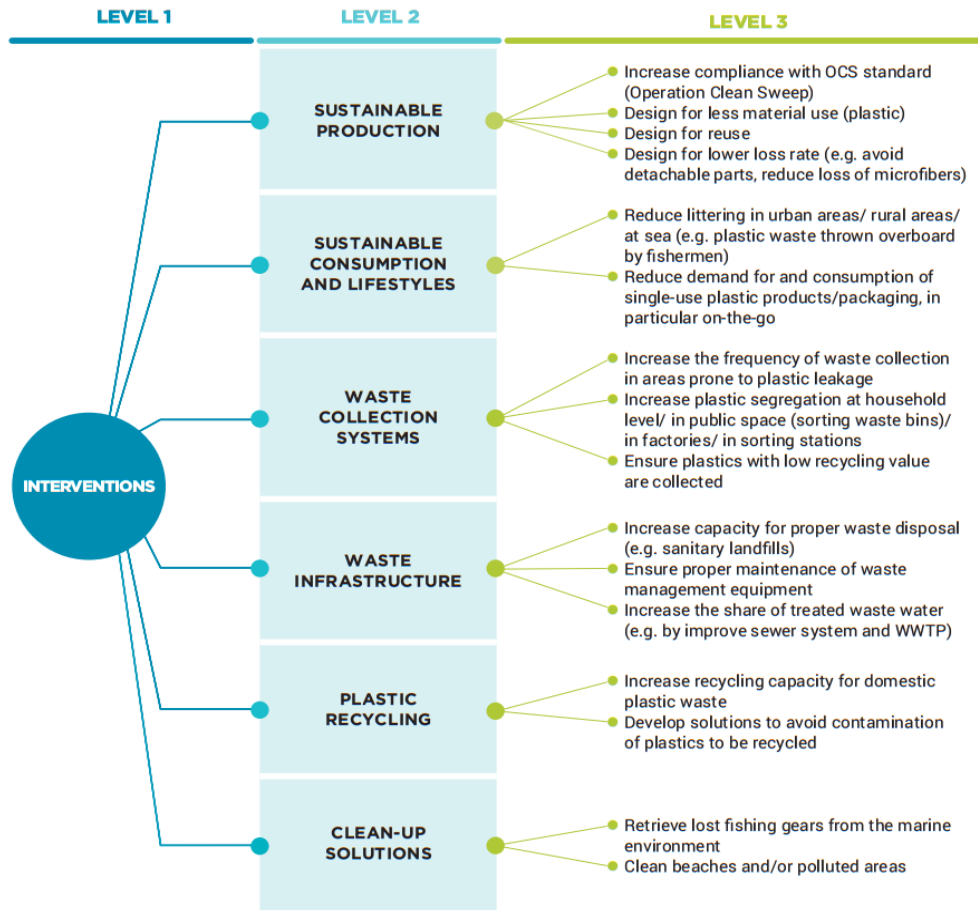 LEVEL 1
LEVEL 2
LEVEL 3
INTERVENTIONS
SUSTAINABLE
PRODUCTION
Increase compliance with OCS standard
(Operation Clean Sweep)
Design for less material use (plastic)
Design for reuse
Design for lower loss rate (e.g. avoid
detachable parts, reduce loss of microfibers)
SUSTAINABLE
CONSUMPTION
AND LIFESTYLES
Reduce littering in urban areas/ rural areas/
at sea (e.g. plastic waste thrown overboard
by fishermen)
Reduce demand for and consumption of
single-use plastic products/packaging, in
particular on-the-go
WASTE
COLLECTION
SYSTEMS
Increase the frequency of waste collection
in areas prone to plastic leakage
Increase plastic segregation at household
level/ in public space (sorting waste bins)/
in factories/ in sorting stations
Ensure plastics with low recycling value
are collected
WASTE
INFRASTRUCTURE
Increase capacity for proper waste disposal
(e.g. sanitary landfills)
Ensure proper maintenance of waste
management equipment
Increase the share of treated waste water
(e.g. by improve sewer system and WWTP)
PLASTIC
RECYCLING
Increase recycling capacity for domestic
plastic waste
Develop solutions to avoid contamination
of plastics to be recycled
CLEAN-UP
SOLUTIONS
Retrieve lost fishing gears from the marine
environment
Clean beaches and/or polluted areas